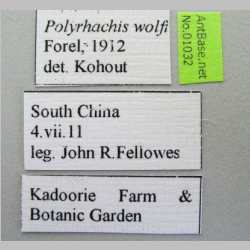 Polyrhachis wolfi
Forel, 1912
det. Kohout
AntBase.net
No.01032
South China
4.vii.11
leg. John R.Fellowes
Kadoorie Farm &
Botanic Garden